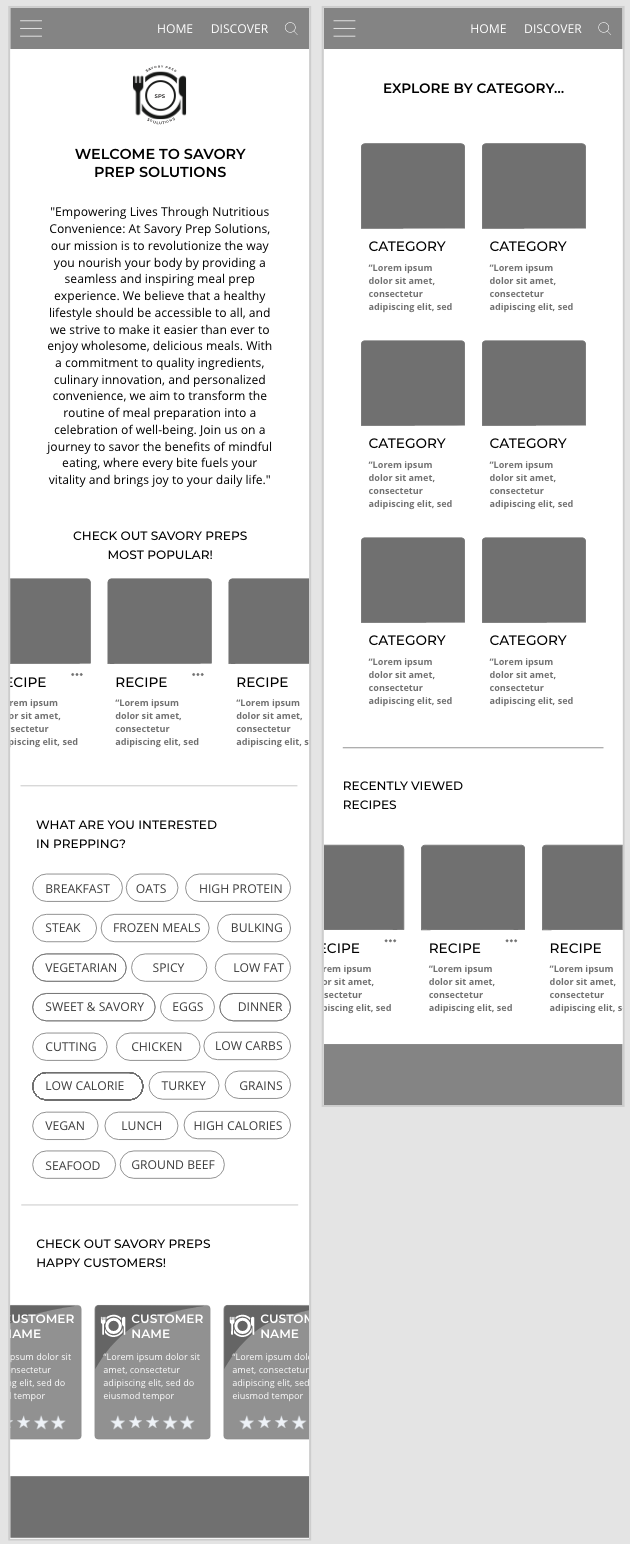 HOME DISCOVER
SAVORY PREP
SPS
SOLUTIONS
WELCOME TO SAVORY
PREP SOLUTIONS
"Empowering Lives Through Nutritious
Convenience: At Savory Prep Solutions,
our mission is to revolutionize the way
you nourish your body by providing a
seamless and inspiring meal prep
experience. We believe that a healthy
lifestyle should be accessible to all, and
we strive to make it easier than ever to
enjoy wholesome, delicious meals. With
a commitment to quality ingredients,
culinary innovation, and personalized
convenience, we aim to transform the
routine of meal preparation into a
celebration of well-being. Join us on a
journey to savor the benefits of mindful
eating, where every bite fuels your
vitality and brings joy to your daily life."
CHECK OUT SAVORY PREPS
MOST POPULAR!
ECIPE
rem ipsum
or sit amet,
nsectetur
piscing elit, sed
RECIPE
"Lorem ipsum
dolor sit amet,
consectetur
adipiscing elit, sed
RECIPE
"Lorem ipsum
dolor sit amet,
consectetur
adipiscing elit, s
WHAT ARE YOU INTERESTED
IN PREPPING?
BREAKFAST OATS HIGH PROTEIN
STEAK FROZEN MEALS BULKING
VEGETARIAN SPICY LOW FAT
SWEET & SAVORY EGGS DINNER
CUTTING CHICKEN LOW CARBS
LOW CALORIE TURKEY GRAINS
VEGAN LUNCH HIGH CALORIES
SEAFOOD GROUND BEEF
CHECK OUT SAVORY PREPS
HAPPY CUSTOMERS!
USTOMER
AME
psum dolor sit
nsectetur
g elit, sed do
d tempor
CUSTOMER
NAME
"Lorem ipsum dolor sit
amet, consectetur
adipiscing elit, sed do
eiusmod tempor
CUSTOM
NAME
"Lorem ipsum dol
amet, consectetu
adipiscing elit, se
eiusmod tempor
HOME DISCOVER
EXPLORE BY CATEGORY...
CATEGORY
"Lorem ipsum
dolor sit amet,
consectetur
adipiscing elit, sed
CATEGORY
"Lorem ipsum
dolor sit amet,
consectetur
adipiscing elit, sed
CATEGORY
"Lorem ipsum
dolor sit amet,
consectetur
adipiscing elit, sed
CATEGORY
"Lorem ipsum
dolor sit amet,
consectetur
adipiscing elit, sed
CATEGORY
"Lorem ipsum
dolor sit amet,
consectetur
adipiscing elit, sed
CATEGORY
"Lorem ipsum
dolor sit amet,
consectetur
adipiscing elit, sed
RECENTLY VIEWED
RECIPES
ECIPE
rem ipsum
or sit amet,
nsectetur
piscing elit, sed
RECIPE
"Lorem ipsum
dolor sit amet,
consectetur
adipiscing elit, sed
RECIPE
"Lorem ipsum
dolor sit amet,
consectetur
adipiscing elit, s